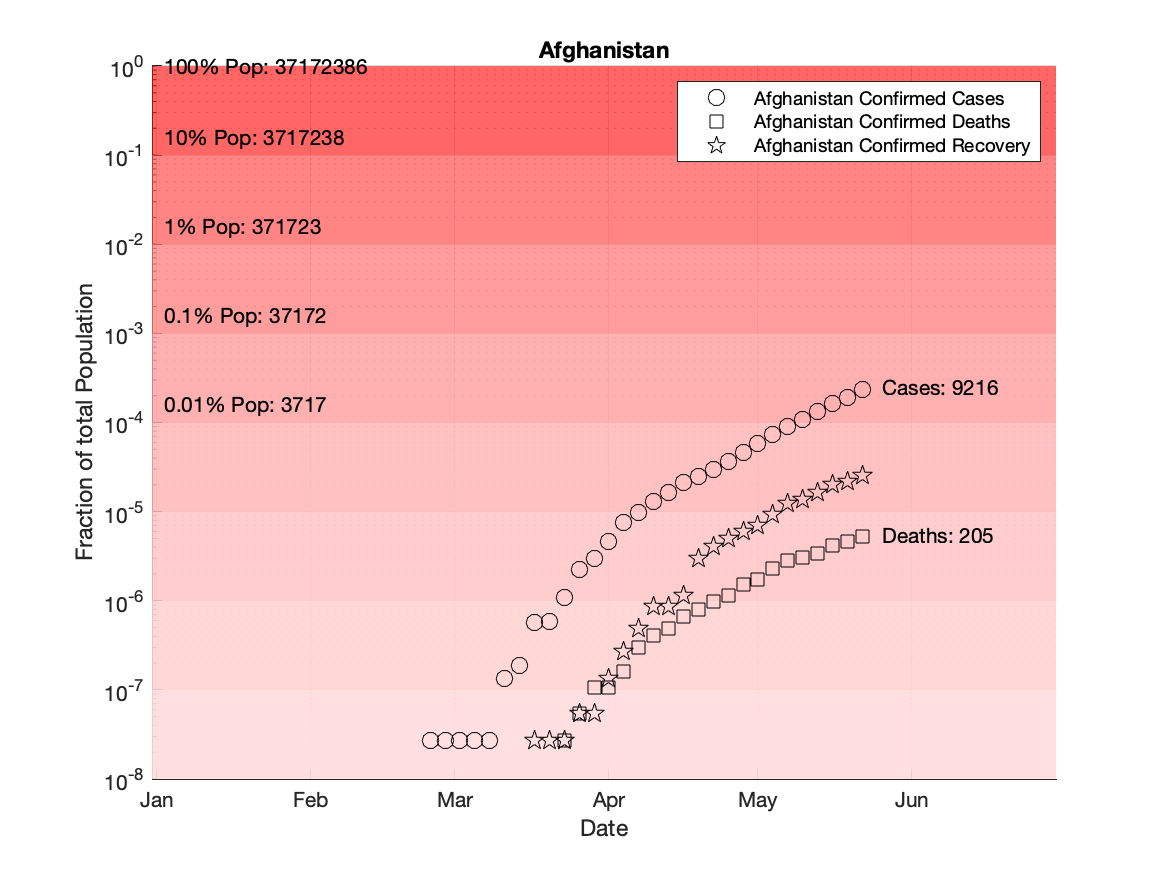 Afghanistan
10^0
100% Pop: 37172386
Afghanistan Confirmed Cases
Afghanistan Confirmed Deaths
Afghanistan Confirmed Recovery
10% Pop: 3717238
10^-1
1% Pop: 371723
10^-2
0.1% Pop: 37172
10^-3
0.01% Pop: 3717
10^-4
Cases: 9216
10^-5
Deaths: 205
10^-6
10^-7
10^-8
Fraction of total Population
Jan Feb Mar Apr May Jun
Date